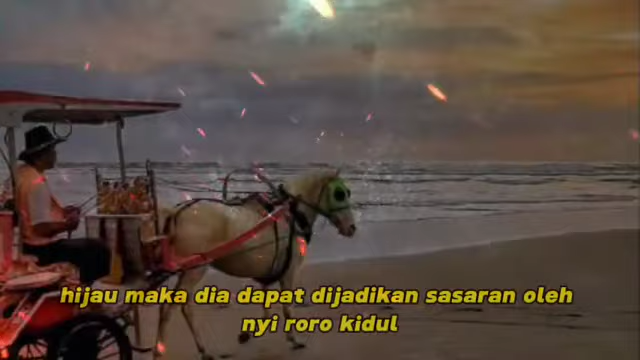 hijau maka dia dapat dijadikan sasaran oleh
nyi roro kidul